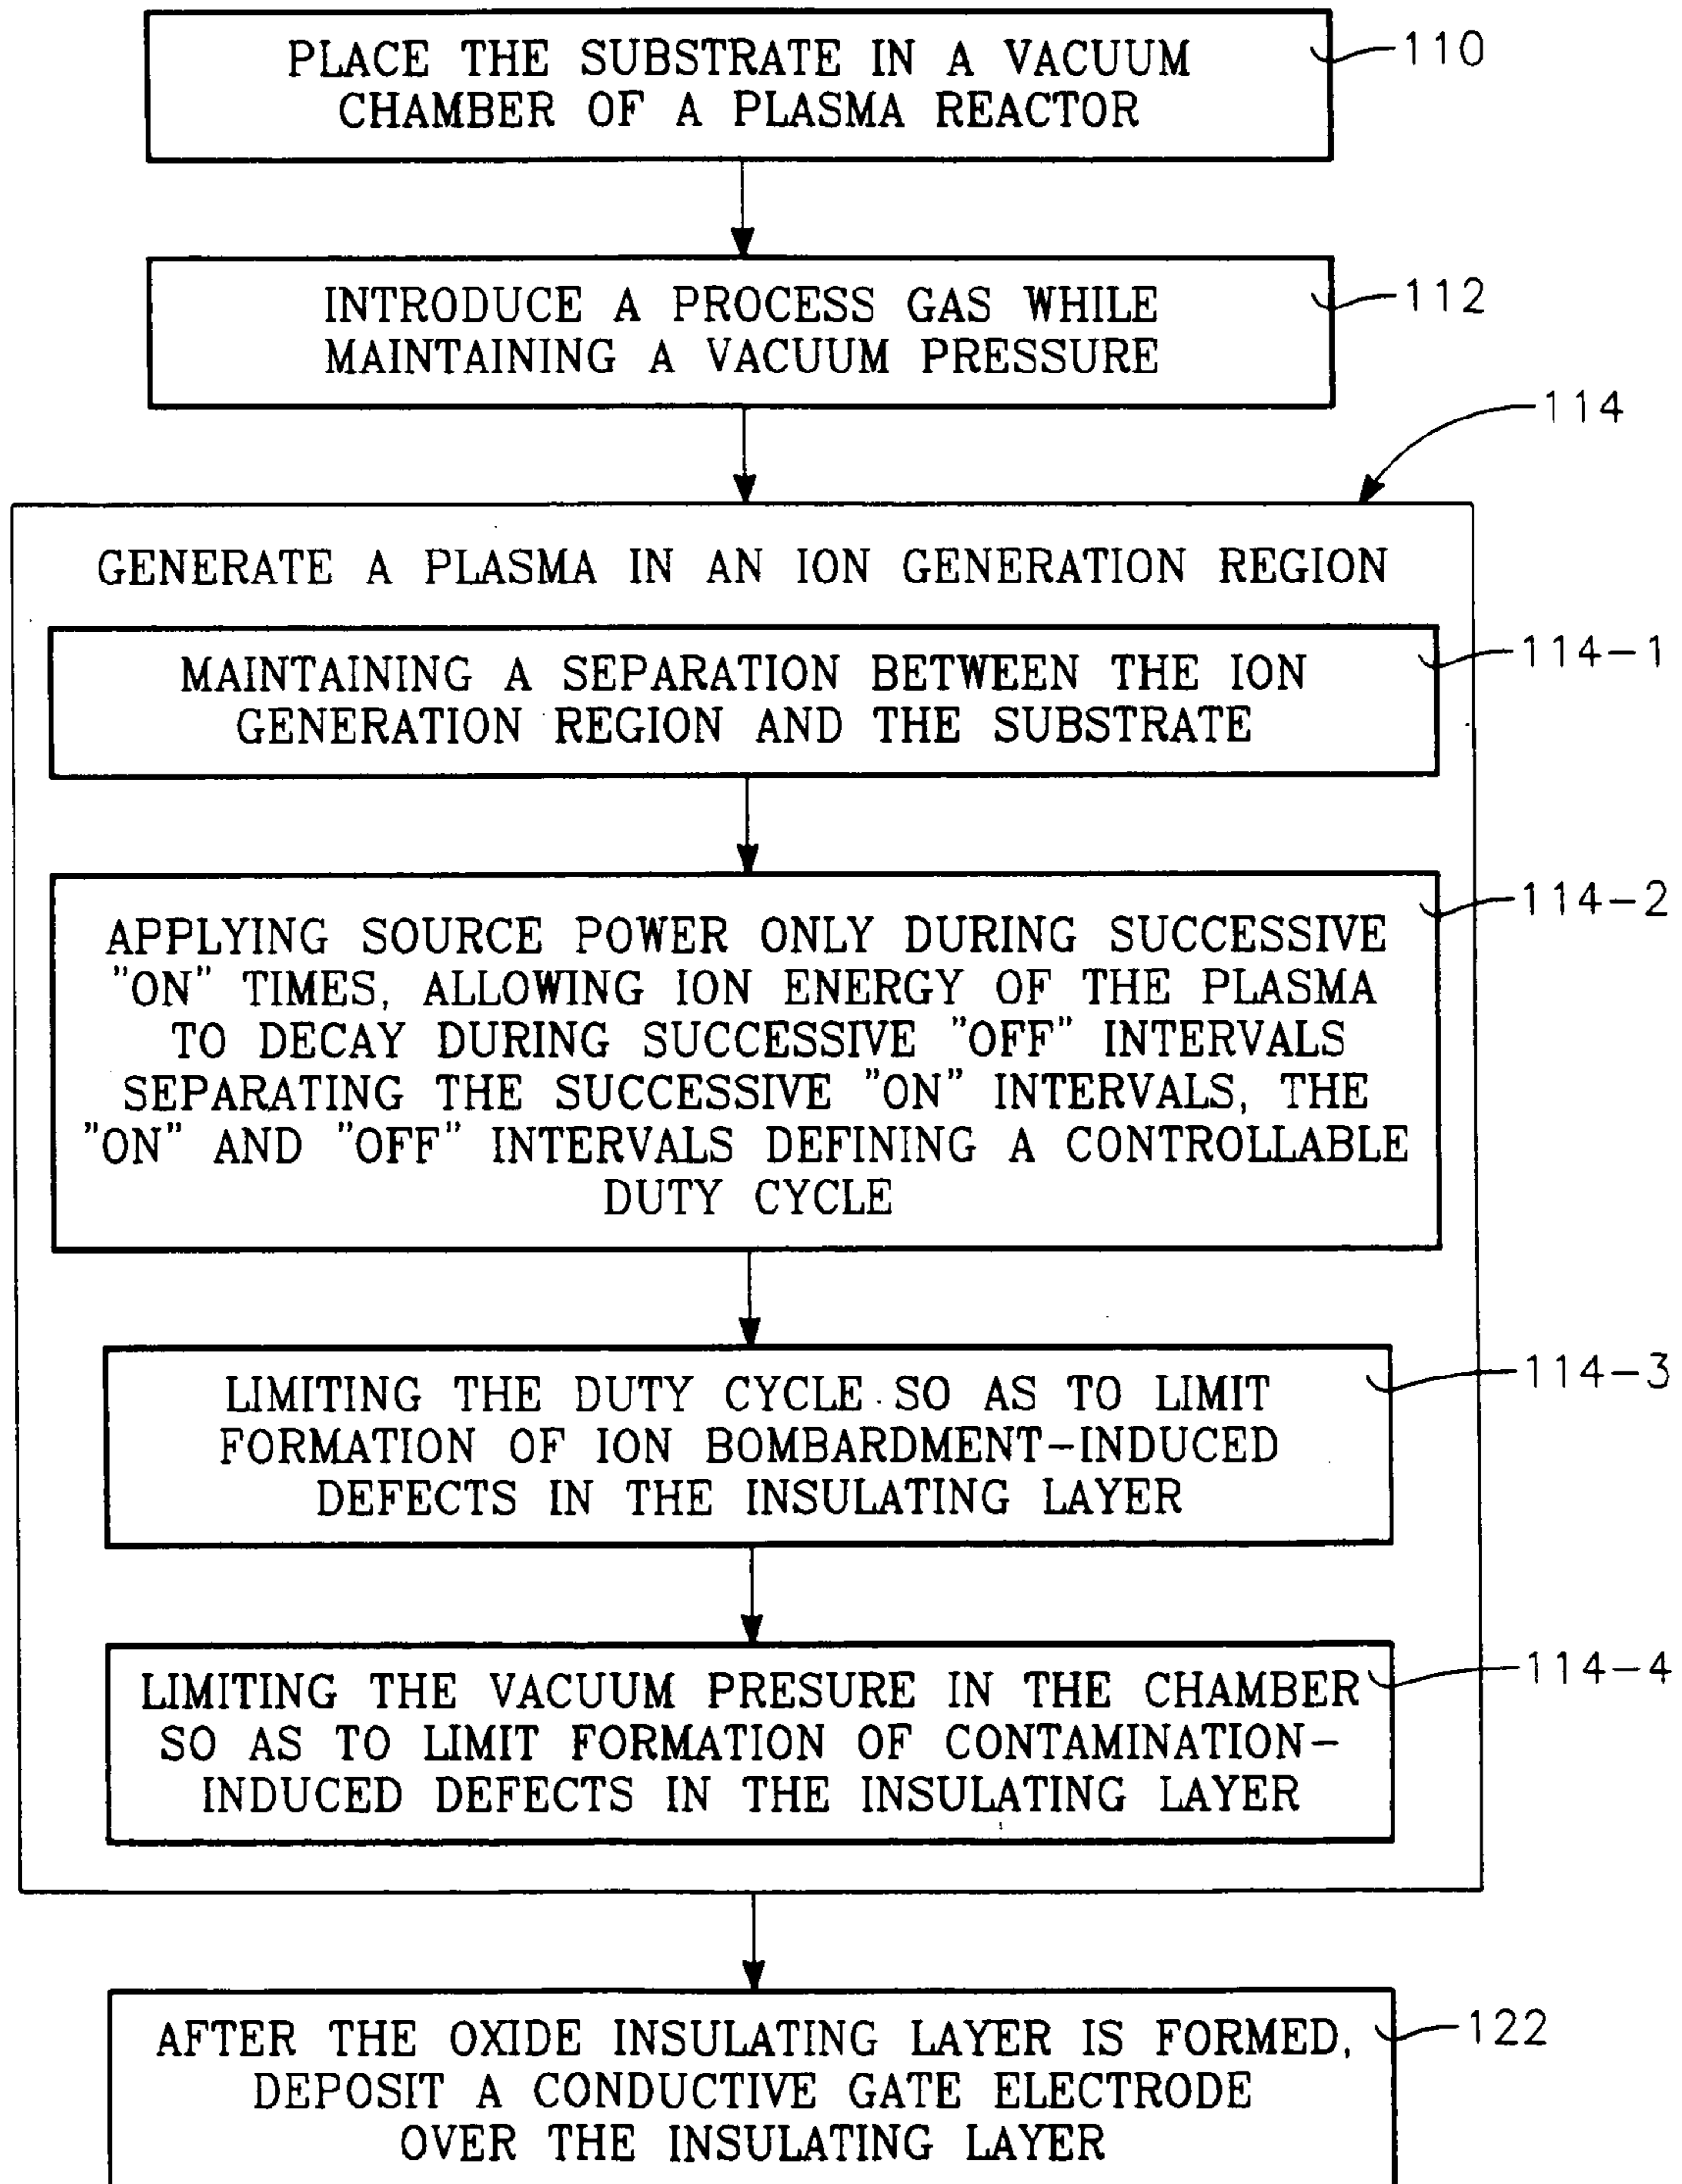 PLACE THE SUBSTRATE IN A VACUUM
CHAMBER OF A PLASMA REACTOR
110
INTRODUCE A PROCESS GAS WHILE
MAINTAINING A VACUUM PRESSURE
112
114
GENERATE A PLASMA IN AN ION GENERATION REGION
MAINTAINING A SEPARATION BETWEEN THE ION
GENERATION REGION AND THE SUBSTRATE
114-1
APPLYING SOURCE POWER ONLY DURING SUCCESSIVE
"ON" TIMES, ALLOWING ION ENERGY OF THE PLASMA
TO DECAY DURING SUCCESSIVE "OFF" INTERVALS
SEPARATING THE SUCCESSIVE "ON" INTERVALS, THE
"ON" AND "OFF" INTERVALS DEFINING A CONTROLLABLE
DUTY CYCLE
114-2
LIMITING THE DUTY CYCLE SO AS TO LIMIT
FORMATION OF ION BOMBARDMENT-INDUCED
DEFECTS IN THE INSULATING LAYER
114-3
LIMITING THE VACUUM PRESURE IN THE CHAMBER
SO AS TO LIMIT FORMATION OF CONTAMINATION-
INDUCED DEFECTS IN THE INSULATING LAYER
114-4
AFTER THE OXIDE INSULATING LAYER IS FORMED,
DEPOSIT A CONDUCTIVE GATE ELECTRODE
OVER THE INSULATING LAYER
122